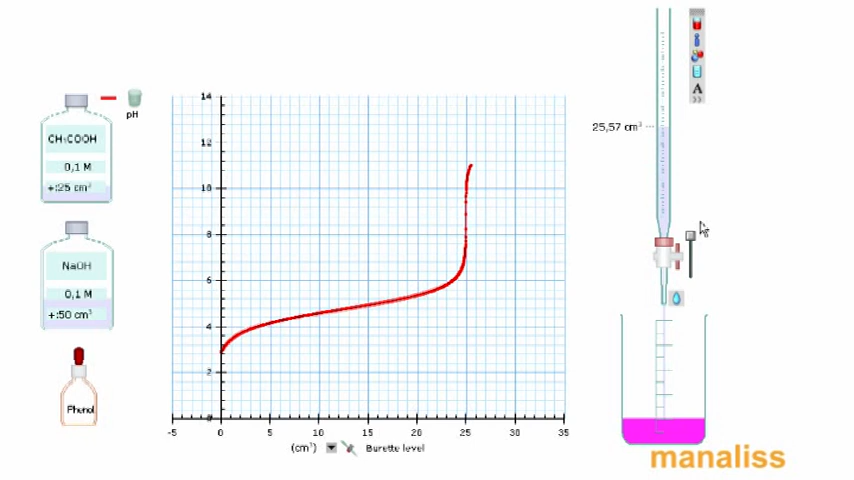 CH₃COOH
0,1 M
+:25 cm³
pH
NaOH
0,1 M
+:50 cm³
Phenol
14
12
10
8
6
4
2
0
-5 0 5 10 15 20 25 30 35
(cm³) Burette level
25,57 cm³
A
manaliss